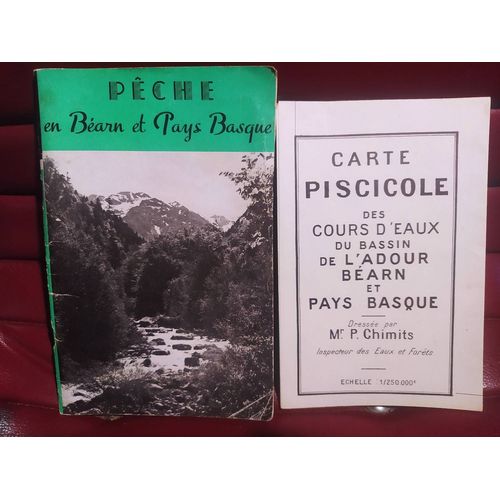 PÊCHE
en Béarn et Pays Basque
CARTE
PISCICOLE
DES
COURS D'EAUX
DU BASSIN
DE L'ADOUR
BÉARN
ET
PAYS BASQUE
Dressée par
Mr P. Chimits
Inspecteur des Eaux et Forêts
ECHELLE 1/250.000e